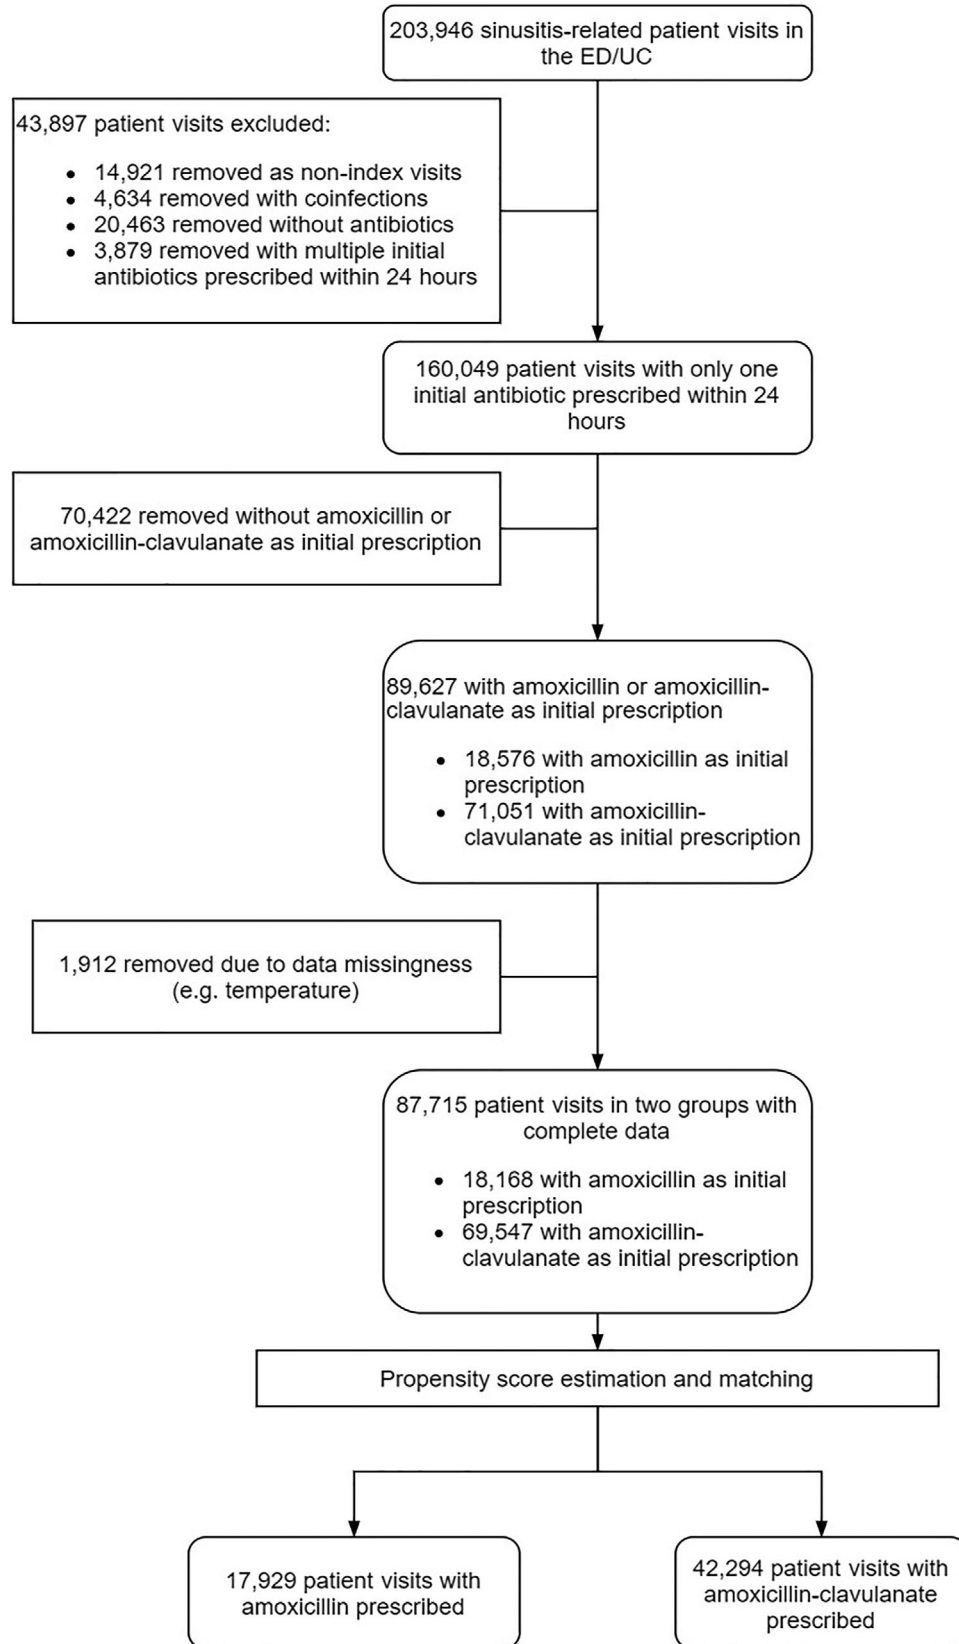 203,946 sinusitis-related patient visits in
the ED/UC
43,897 patient visits excluded:
• 14,921 removed as non-index visits
• 4,634 removed with coinfections
• 20,463 removed without antibiotics
• 3,879 removed with multiple initial
antibiotics prescribed within 24 hours
160,049 patient visits with only one
initial antibiotic prescribed within 24
hours
70,422 removed without amoxicillin or
amoxicillin-clavulanate as initial prescription
89,627 with amoxicillin or amoxicillin-
clavulanate as initial prescription
• 18,576 with amoxicillin as initial
prescription
• 71,051 with amoxicillin-
clavulanate as initial prescription
1,912 removed due to data missingness
(e.g. temperature)
87,715 patient visits in two groups with
complete data
• 18,168 with amoxicillin as initial
prescription
• 69,547 with amoxicillin-
clavulanate as initial prescription
Propensity score estimation and matching
17,929 patient visits with
amoxicillin prescribed
42,294 patient visits with
amoxicillin-clavulanate
prescribed